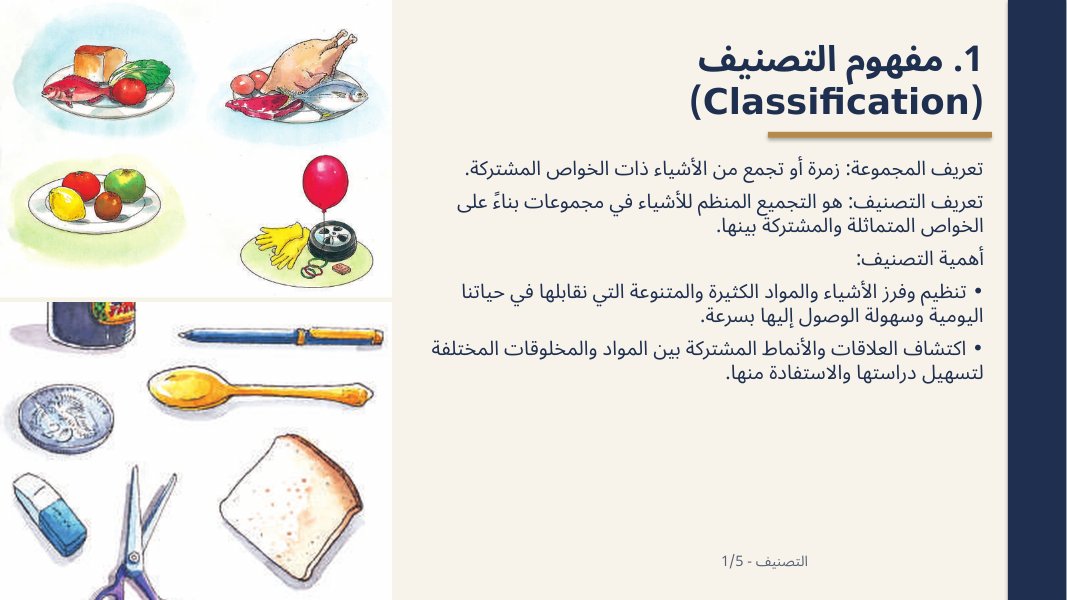 1. مفهوم التصنيف
(Classification)
تعريف المجموعة: زمرة أو تجمع من الأشياء ذات الخواص المشتركة.
تعريف التصنيف: هو التجميع المنظم للأشياء في مجموعات بناءً على
الخواص المتماثلة والمشتركة بينها.
أهمية التصنيف:
• تنظيم وفرز الأشياء والمواد الكثيرة والمتنوعة التي نقابلها في حياتنا
اليومية وسهولة الوصول إليها بسرعة.
• اكتشاف العلاقات والأنماط المشتركة بين المواد والمخلوقات المختلفة
لتسهيل دراستها والاستفادة منها.
التصنيف - 1/5